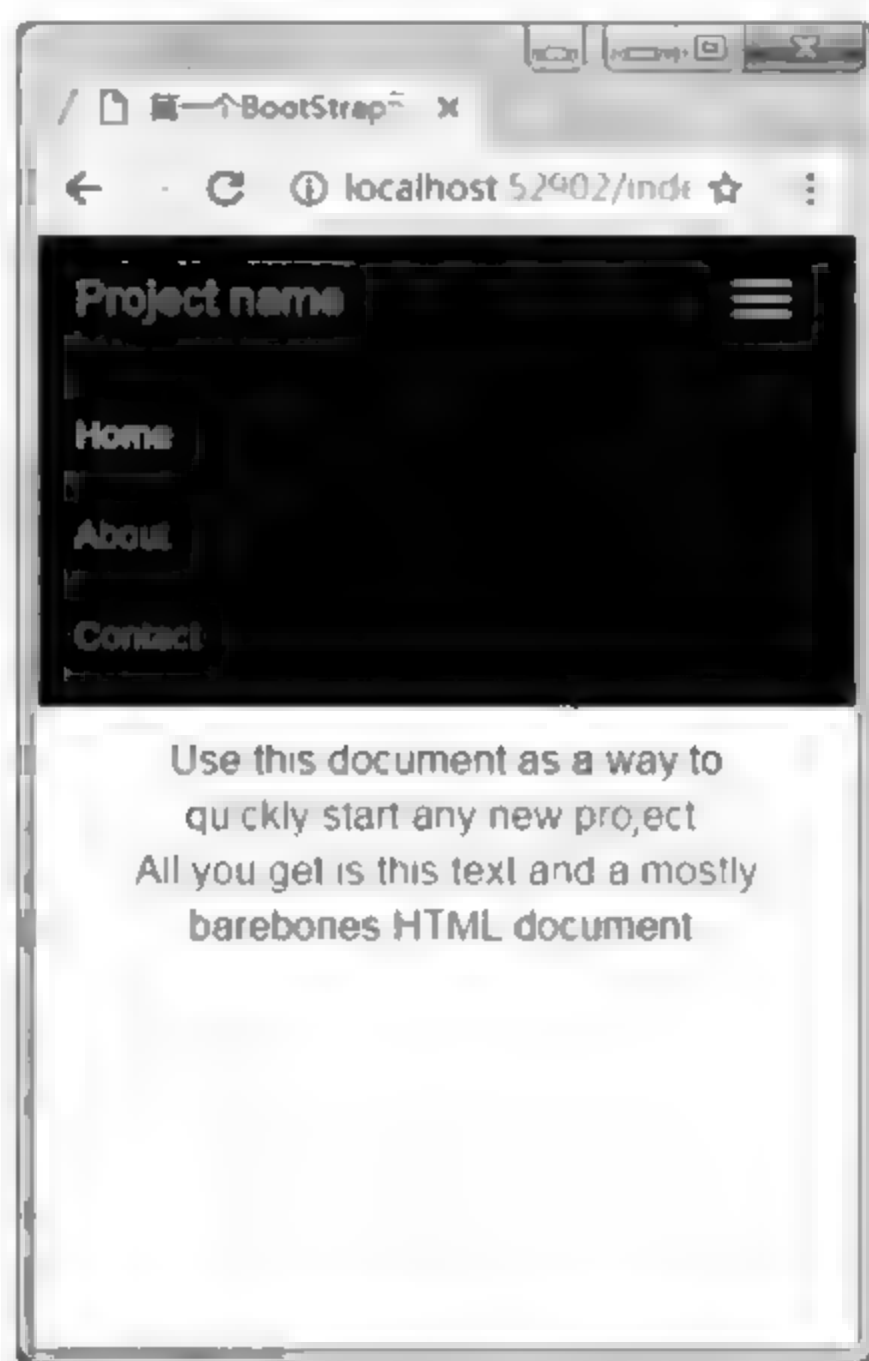 一个BootStrap
localhost:52902/inde
Project name
Home
About
Contact
Use this document as a way to
quickly start any new project
All you get is this text and a mostly
barebones HTML document